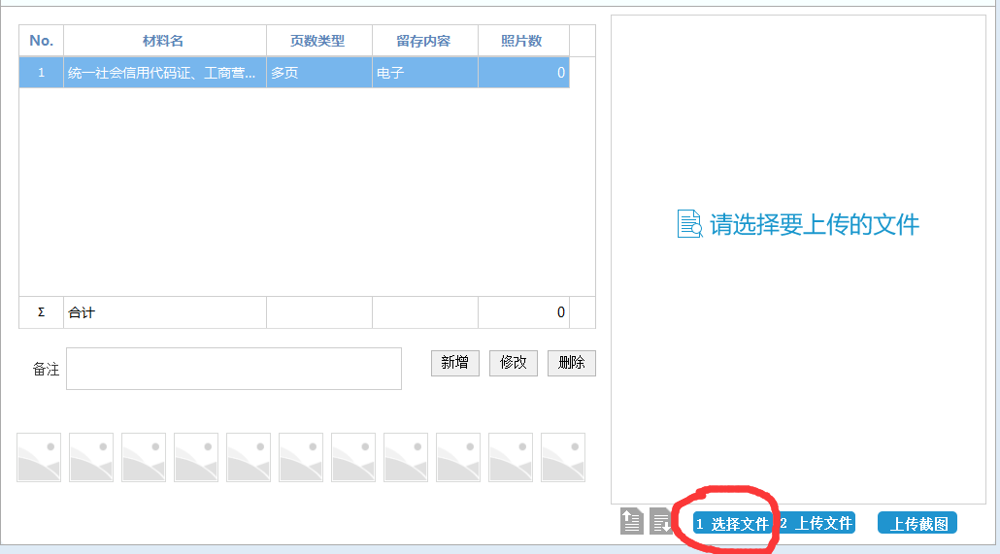 No. 材料名 页数类型 留存内容 照片数
1 统一社会信用代码证、工商营... 多页 电子 0
请选择要上传的文件
Σ 合计 0
备注 新增 修改 删除
1 选择文件 2 上传文件 上传截图